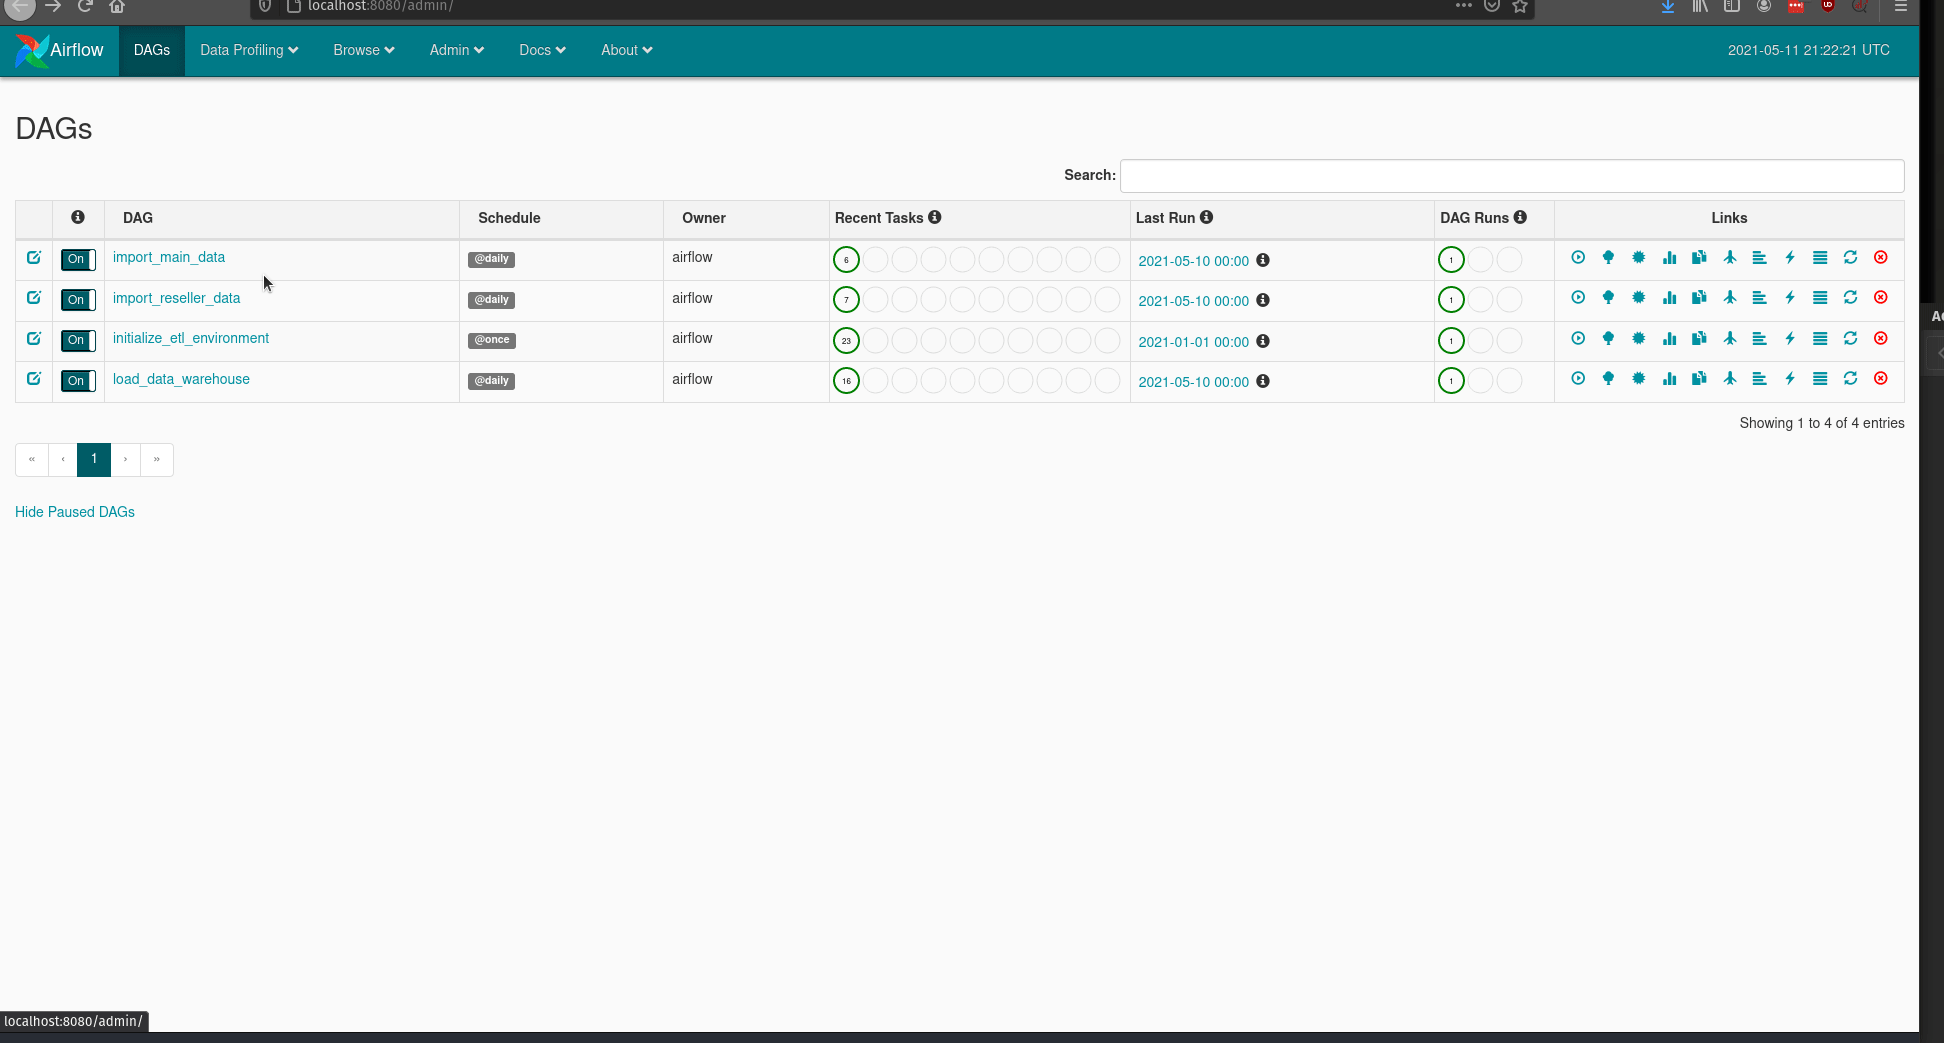 localhost:8080/admin/
Airflow DAGs Data Profiling Browse Admin Docs About 2021-05-11 21:22:21 UTC
DAGs
Search:
DAG Schedule Owner Recent Tasks Last Run DAG Runs Links
On import_main_data @daily airflow 6 2021-05-10 00:00 1
On import_reseller_data @daily airflow 7 2021-05-10 00:00 1
On initialize_etl_environment @once airflow 23 2021-01-01 00:00 1
On load_data_warehouse @daily airflow 16 2021-05-10 00:00 1
Showing 1 to 4 of 4 entries
« ‹ 1 › »
Hide Paused DAGs
localhost:8080/admin/